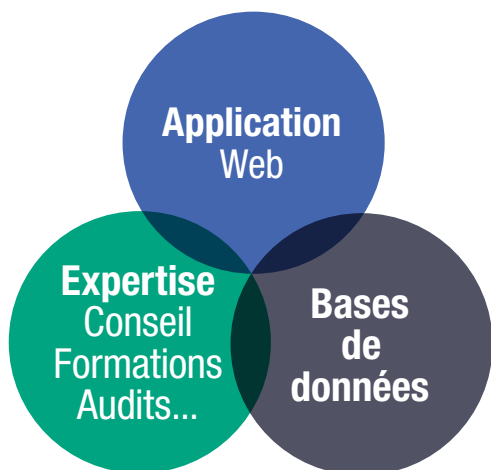 Application
Web
Expertise
Conseil
Formations
Audits...
Bases
de
données